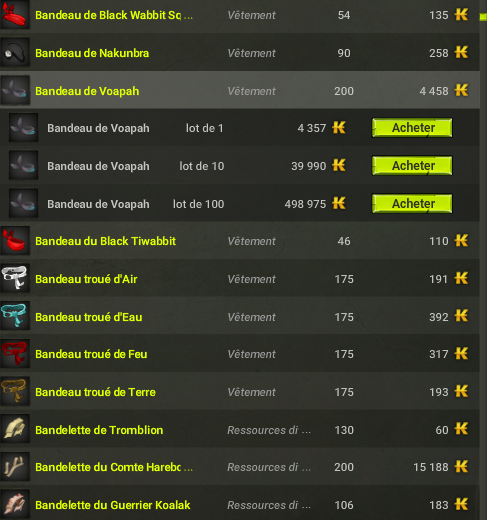 Bandeau de Black Wabbit Sq ... Vêtement 54 135
Bandeau de Nakunbra Vêtement 90 258
Bandeau de Voapah Vêtement 200 4 458
Bandeau de Voapah lot de 1 4 357 Acheter
Bandeau de Voapah lot de 10 39 990 Acheter
Bandeau de Voapah lot de 100 498 975 Acheter
Bandeau du Black Tiwabbit Vêtement 46 110
Bandeau troué d'Air Vêtement 175 191
Bandeau troué d'Eau Vêtement 175 392
Bandeau troué de Feu Vêtement 175 317
Bandeau troué de Terre Vêtement 175 193
Bandelette de Tromblion Ressources di ... 130 60
Bandelette du Comte Harebo ... Ressources di ... 200 15 188
Bandelette du Guerrier Koalak Ressources di ... 106 183